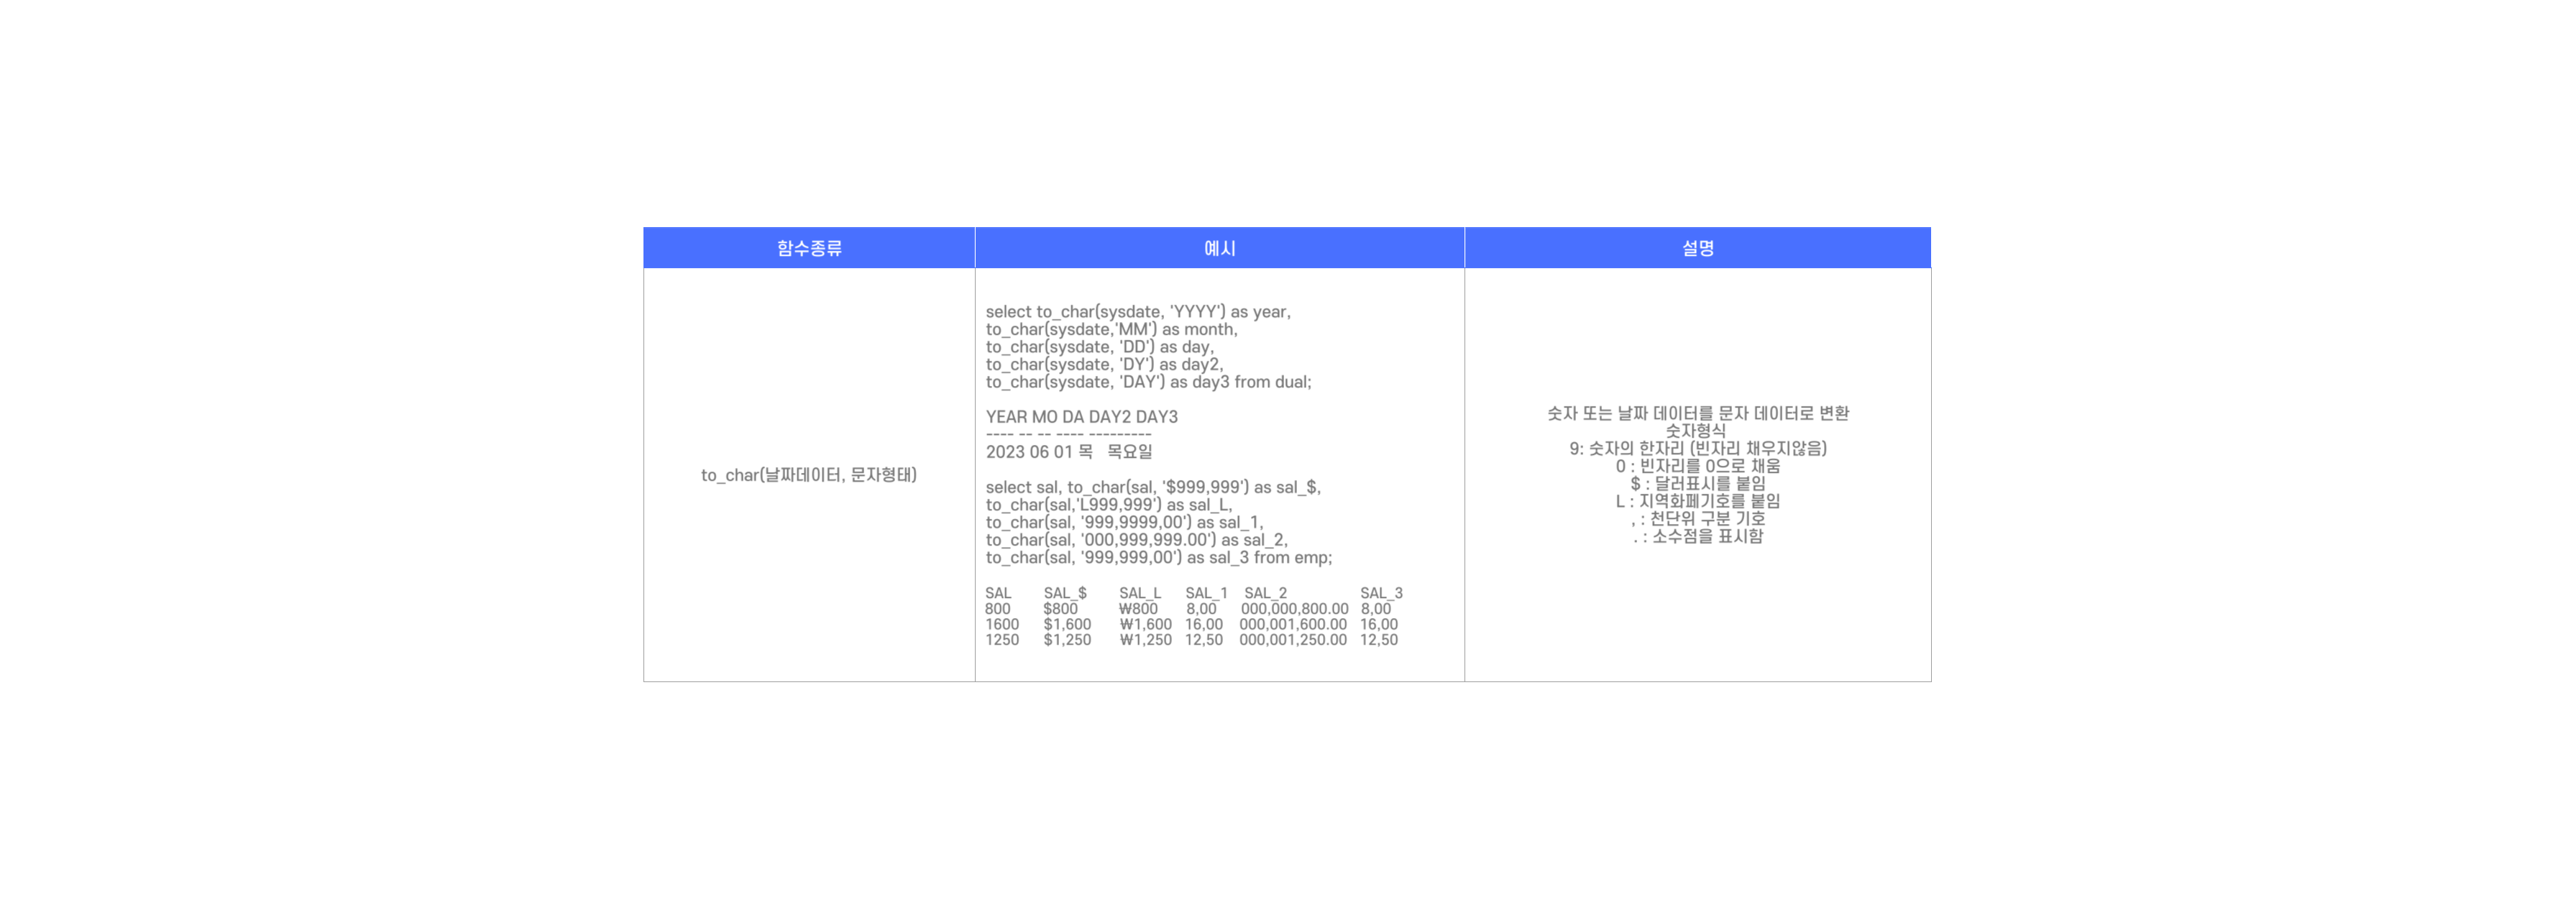 함수종류
예시
설명
to_char(날짜데이터, 문자형태)
select to_char(sysdate, 'YYYY') as year,
to_char(sysdate,'MM') as month,
to_char(sysdate, 'DD') as day,
to_char(sysdate, 'DY') as day2,
to_char(sysdate, 'DAY') as day3 from dual;
YEAR MO DA DAY2 DAY3
---- -- -- ---- ---------
2023 06 01 목 목요일
select sal, to_char(sal, '$999,999') as sal_$,
to_char(sal,'L999,999') as sal_L,
to_char(sal, '999,9999,00') as sal_1,
to_char(sal, '000,999,999.00') as sal_2,
to_char(sal, '999,999,00') as sal_3 from emp;
SAL SAL_$ SAL_L SAL_1 SAL_2 SAL_3
800 $800 ₩800 8,00 000,000,800.00 8,00
1600 $1,600 ₩1,600 16,00 000,001,600.00 16,00
1250 $1,250 ₩1,250 12,50 000,001,250.00 12,50
숫자 또는 날짜 데이터를 문자 데이터로 변환
숫자형식
9: 숫자의 한자리 (빈자리 채우지않음)
0 : 빈자리를 0으로 채움
$ : 달러표시를 붙임
L : 지역화폐기호를 붙임
, : 천단위 구분 기호
. : 소수점을 표시함